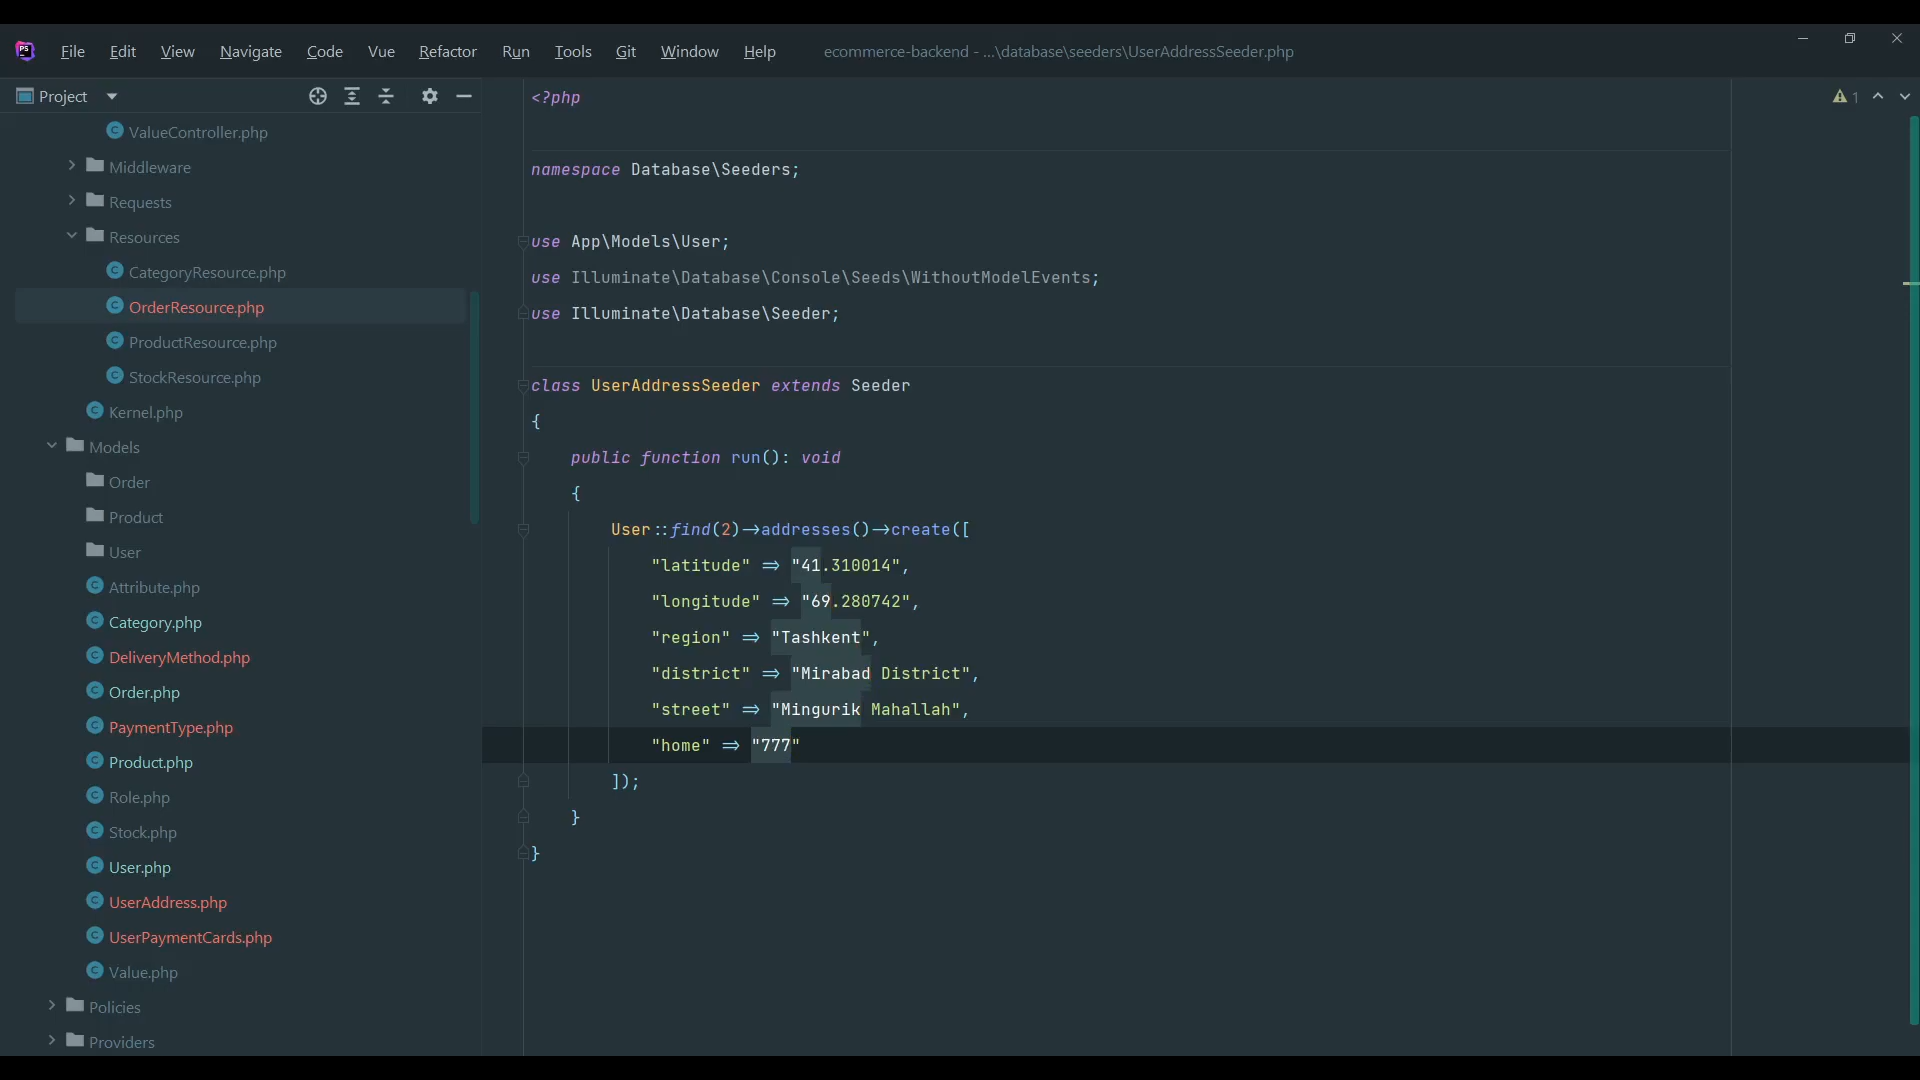 PS File Edit View Navigate Code Vue Refactor Run Tools Git Window Help ecommerce-backend - ...\database\seeders\UserAddressSeeder.php
Project
ValueController.php
Middleware
Requests
Resources
CategoryResource.php
OrderResource.php
ProductResource.php
StockResource.php
Kernel.php
Models
Order
Product
User
Attribute.php
Category.php
DeliveryMethod.php
Order.php
PaymentType.php
Product.php
Role.php
Stock.php
User.php
UserAddress.php
UserPaymentCards.php
Value.php
Policies
Providers
1
<?php
namespace Database\Seeders;
use App\Models\User;
use Illuminate\Database\Console\Seeds\WithoutModelEvents;
use Illuminate\Database\Seeder;
class UserAddressSeeder extends Seeder
{
public function run(): void
{
User::find(2)->addresses()->create([
"latitude" => "41.310014",
"longitude" => "69.280742",
"region" => "Tashkent",
"district" => "Mirabad District",
"street" => "Mingurik Mahallah",
"home" => "777"
]);
}
}